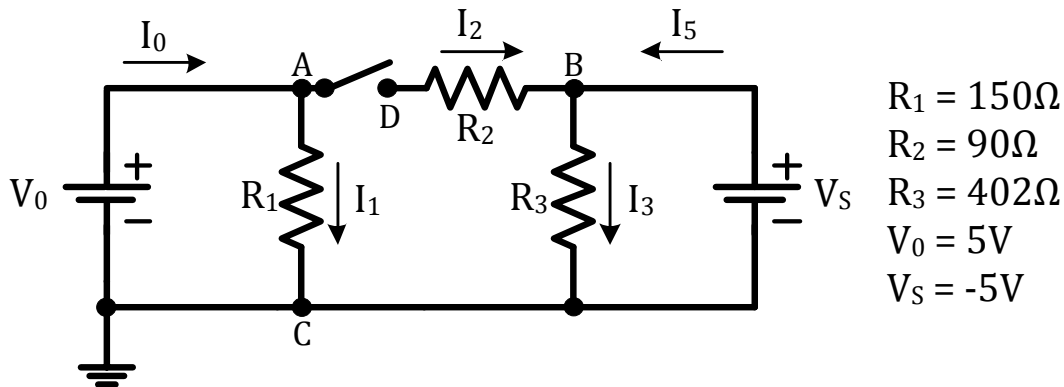 I₀
I₂
I₅
A
B
D
R₂
V₀
+
−
R₁
I₁
R₃
I₃
+
−
Vₛ
C
R₁ = 150Ω
R₂ = 90Ω
R₃ = 402Ω
V₀ = 5V
Vₛ = -5V